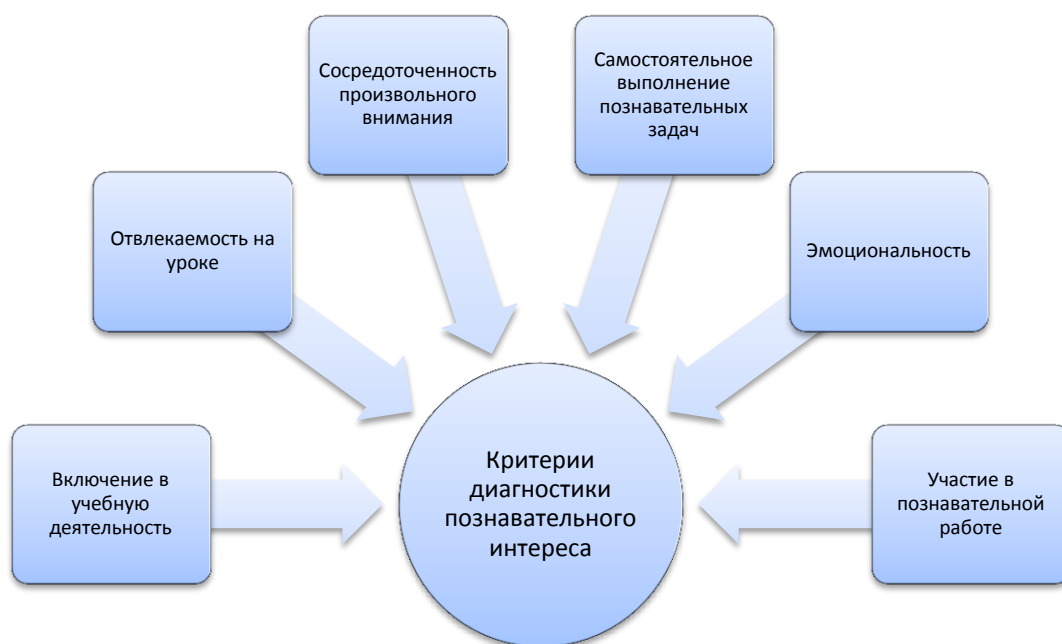 Сосредоточенность
произвольного
внимания
Самостоятельное
выполнение
познавательных
задач
Отвлекаемость на
уроке
Эмоциональность
Включение в
учебную
деятельность
Критерии
диагностики
познавательного
интереса
Участие в
познавательной
работе